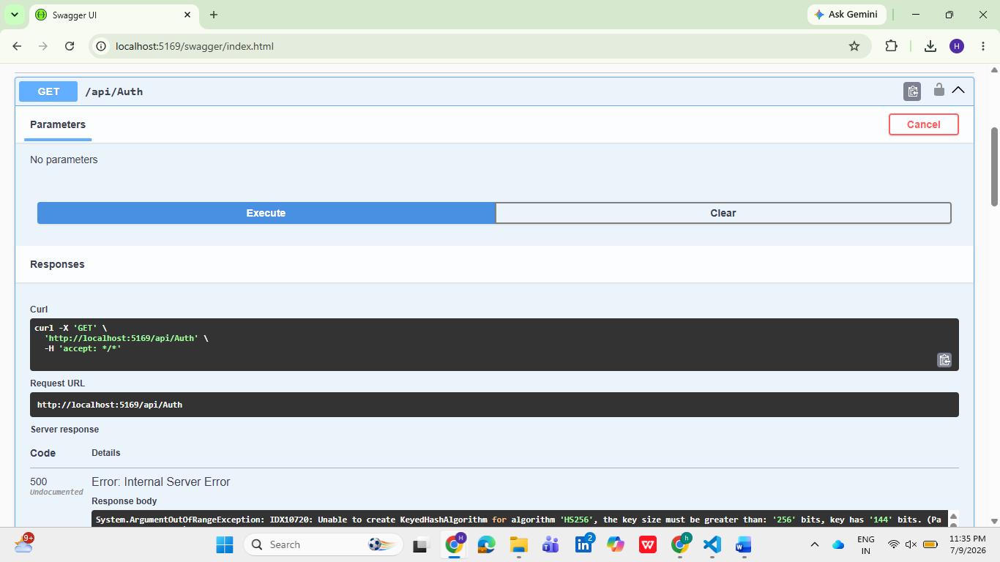 Swagger UI
Ask Gemini
localhost:5169/swagger/index.html
H
GET /api/Auth
Parameters
Cancel
No parameters
Execute
Clear
Responses
Curl
curl -X 'GET' \
'http://localhost:5169/api/Auth' \
-H 'accept: */*'
Request URL
http://localhost:5169/api/Auth
Server response
Code Details
500 Error: Internal Server Error
Undocumented
Response body
System.ArgumentOutOfRangeException: IDX10720: Unable to create KeyedHashAlgorithm for algorithm 'HS256', the key size must be greater than: '256' bits, key has '144' bits. (Pa
9+
Search
H
in
2
W
h
W
ENG
IN
11:35 PM
7/9/2026